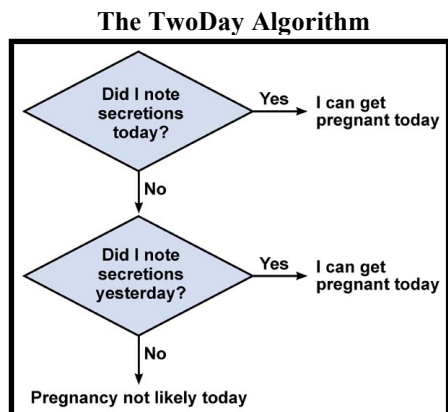 The TwoDay Algorithm
Did I note
secretions
today?
Yes
I can get
pregnant today
No
Did I note
secretions
yesterday?
Yes
I can get
pregnant today
No
Pregnancy not likely today